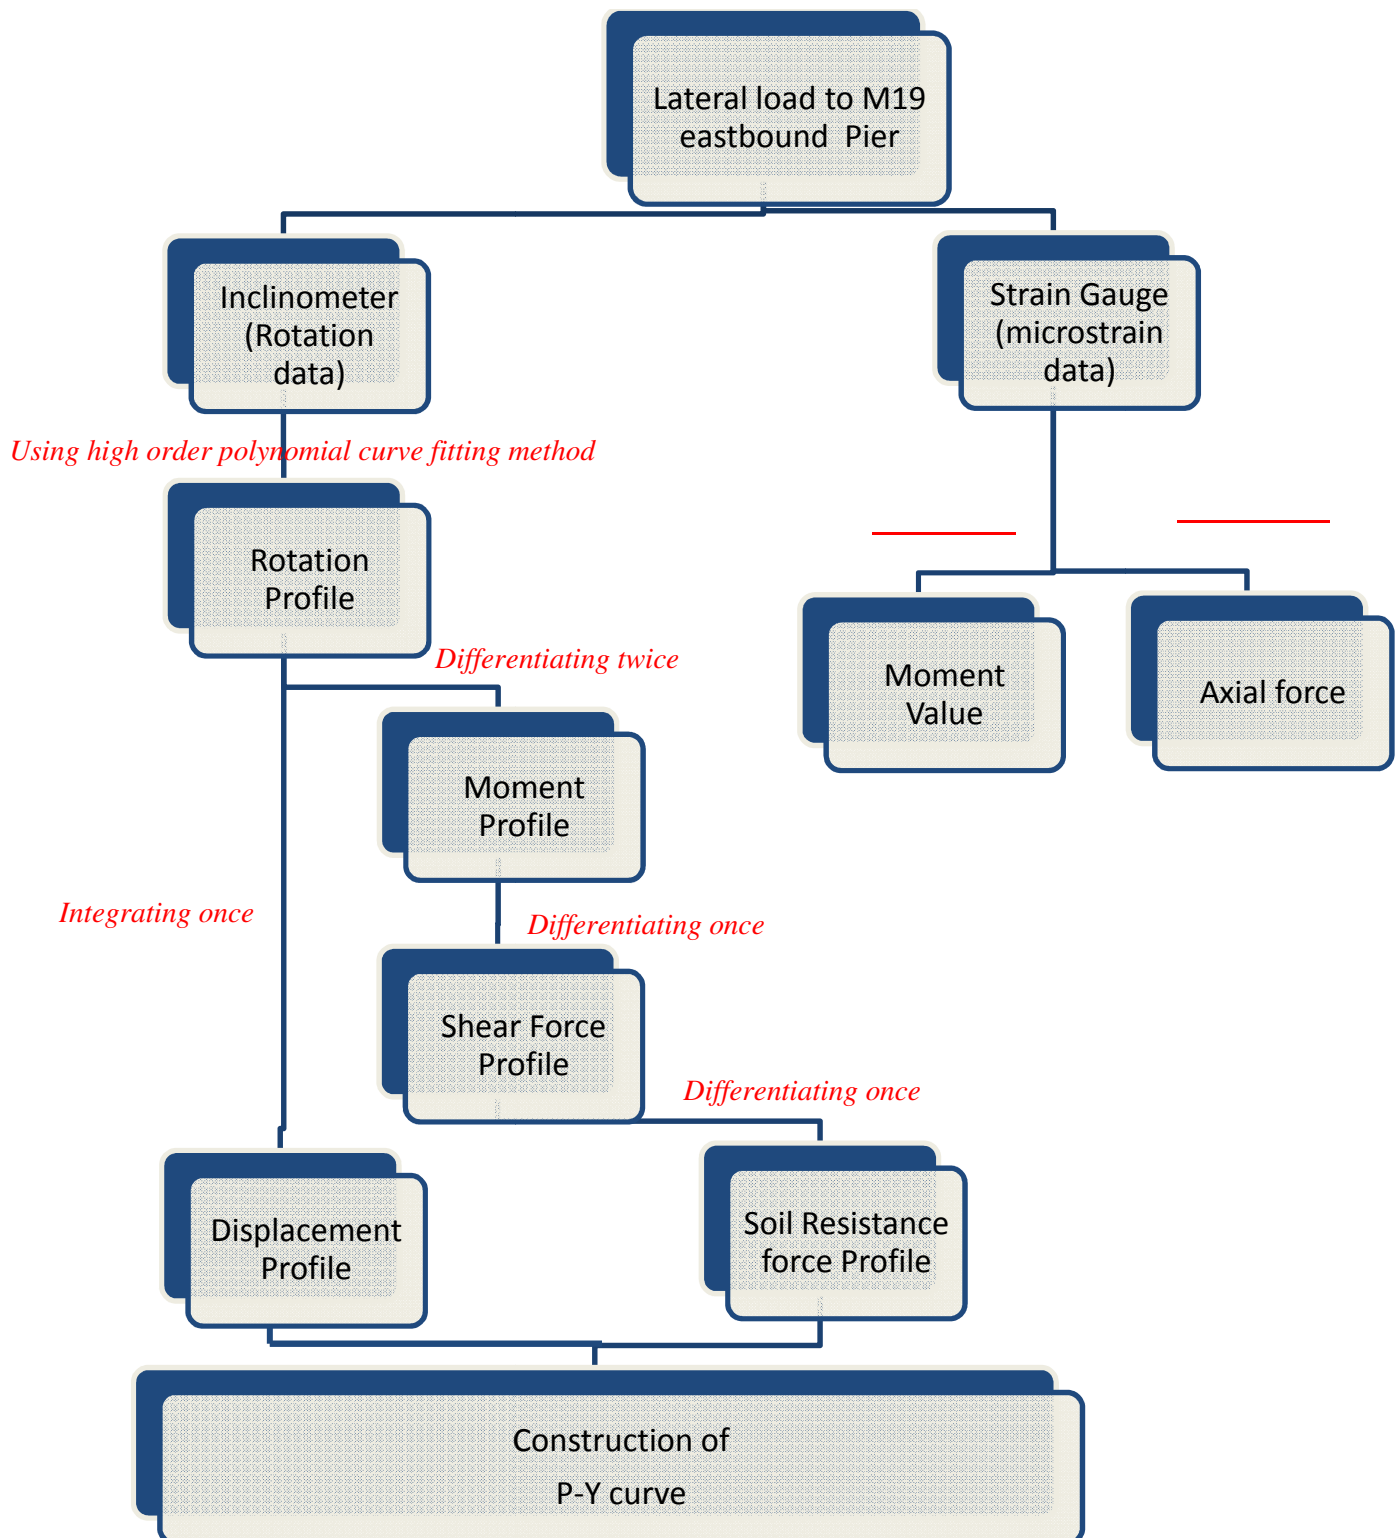 Lateral load to M19
eastbound Pier
Inclinometer
(Rotation
data)
Strain Gauge
(microstrain
data)
Using high order polynomial curve fitting method
Rotation
Profile
Differentiating twice
Moment
Value
Axial force
Moment
Profile
Integrating once
Differentiating once
Shear Force
Profile
Differentiating once
Displacement
Profile
Soil Resistance
force Profile
Construction of
P-Y curve